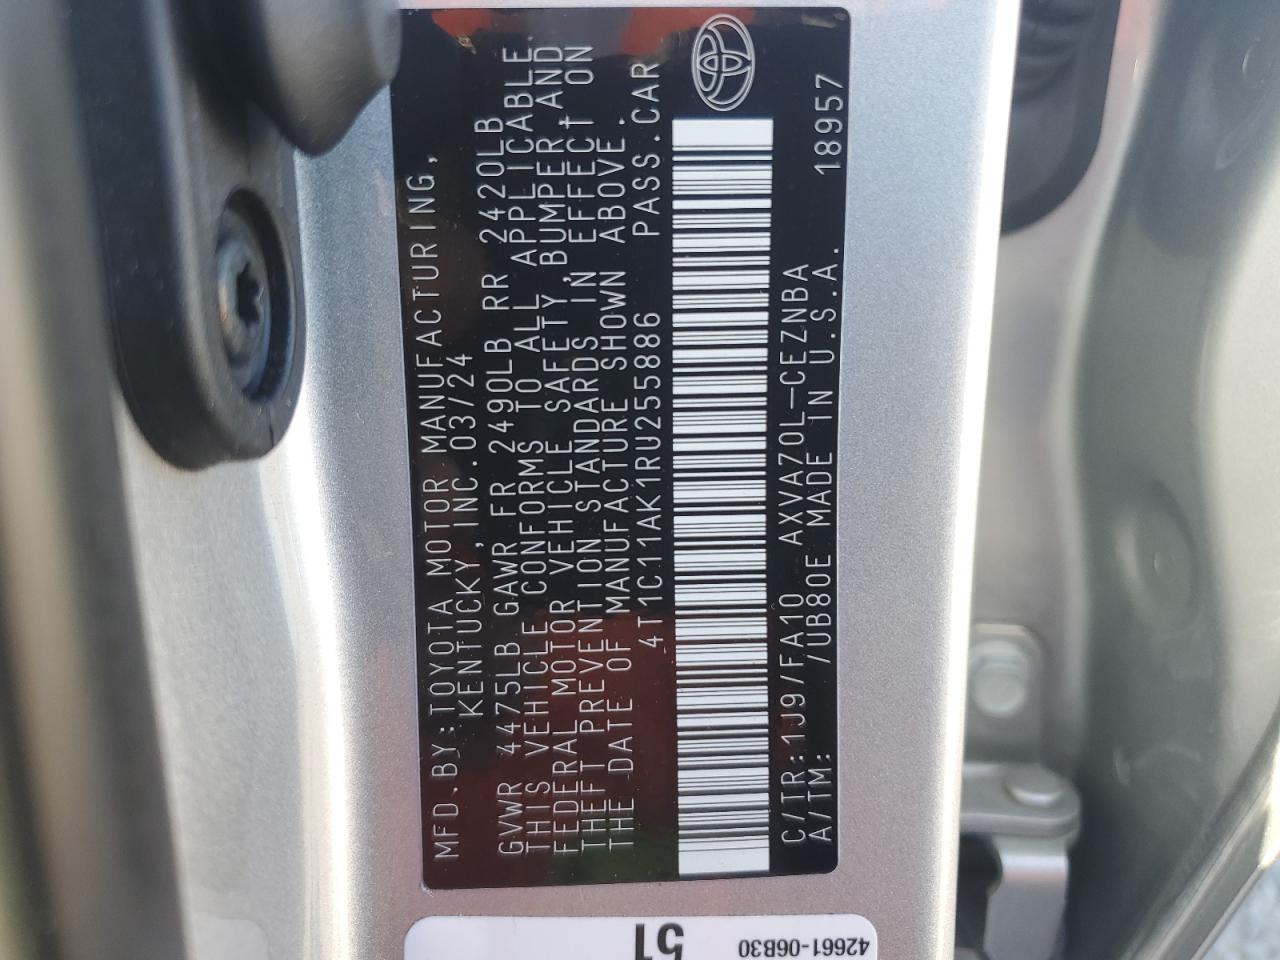 MFD.BY:TOYOTA MOTOR MANUFACTURING,
KENTUCKY,INC.03/24
GVWR 4475LB GAWR FR 2490LB RR 2420LB
THIS VEHICLE CONFORMS TO ALL APPLICABLE
FEDERAL MOTOR VEHICLE SAFETY,BUMPER AND
THEFT PREVENTION STANDARDS IN EFFECT ON
THE DATE OF MANUFACTURE SHOWN ABOVE.
4T1C11AK1RU255886 PASS.CAR
C/TR:1J9/FA10 AXVA70L-CEZNBA 18957
A/TM: /UB80E MADE IN U.S.A.
51
42661-06B30